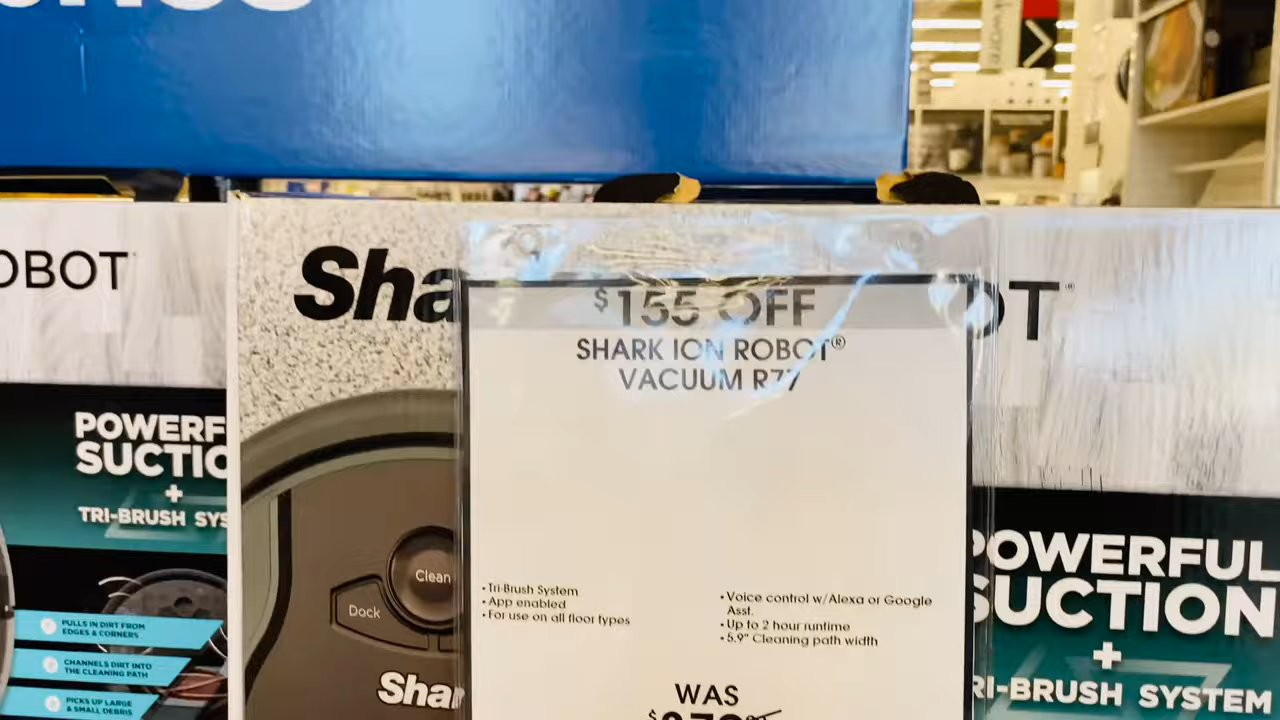 OBOT
POWERF
SUCTIO
+
TRI-BRUSH SYS
PULLS IN DIRT FROM
EDGES & CORNERS
CHANNELS DIRT INTO
THE CLEANING PATH
PICKS UP LARGE
& SMALL DEBRIS
Sha
Clean
Dock
Shar
$155 OFF
SHARK ION ROBOT®
VACUUM R77
• Tri-Brush System
• App enabled
• For use on all floor types
• Voice control w/Alexa or Google
Asst.
• Up to 2 hour runtime
• 5.9" Cleaning path width
WAS
OT
POWERFUL
SUCTION
+
RI-BRUSH SYSTEM